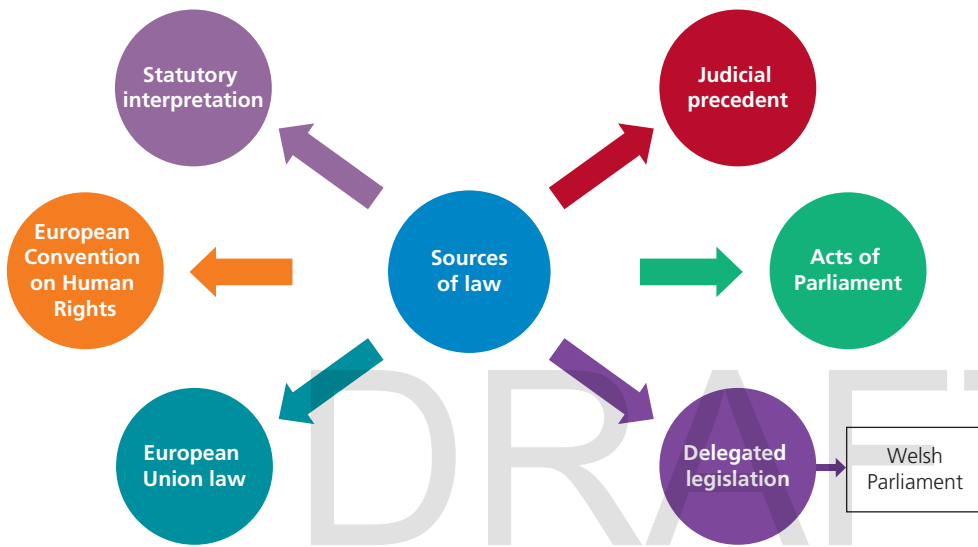 Statutory
interpretation
Judicial
precedent
European
Convention
on Human
Rights
Sources
of law
Acts of
Parliament
European
Union law
Delegated
legislation
Welsh
Parliament
DRAFT